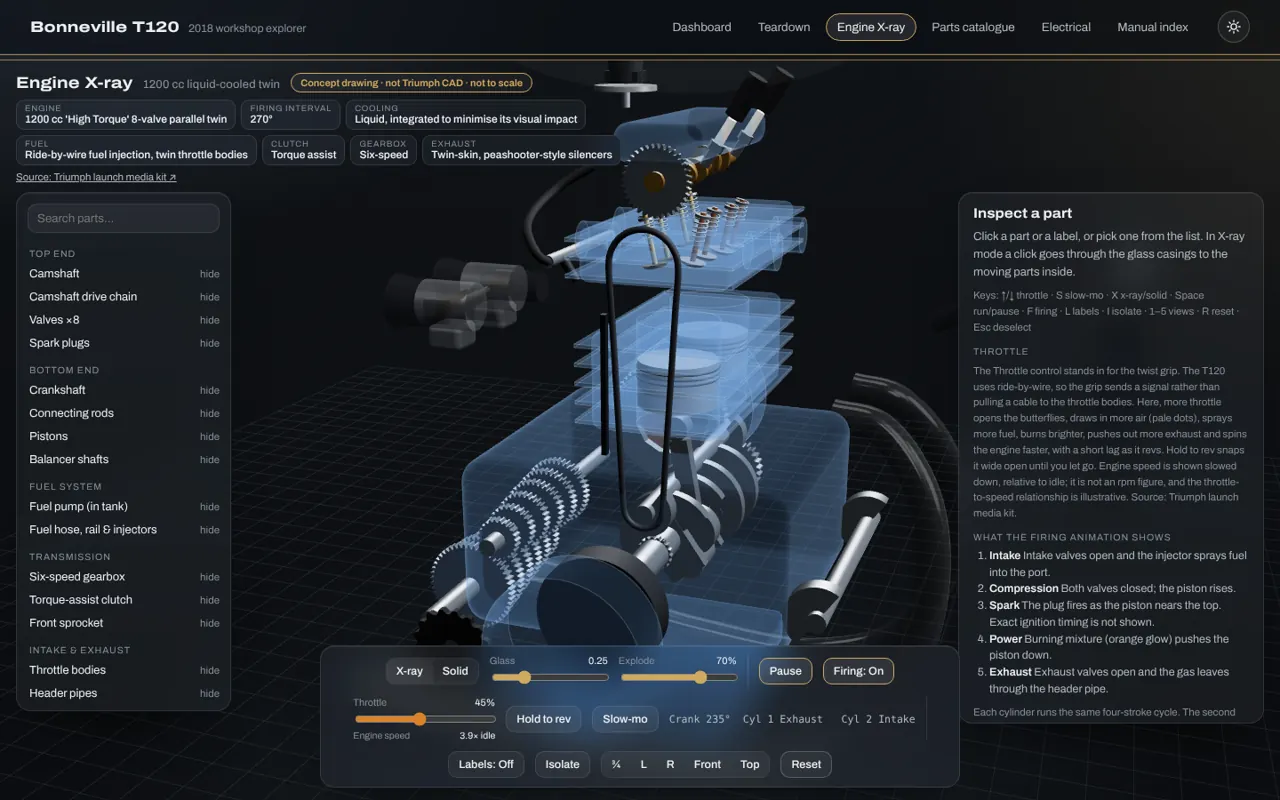 Bonneville T120 2018 workshop explorer
Dashboard Teardown Engine X-ray Parts catalogue Electrical Manual index
Engine X-ray 1200 cc liquid-cooled twin Concept drawing · not Triumph CAD · not to scale
ENGINE
1200 cc 'High Torque' 8-valve parallel twin
FIRING INTERVAL
270°
COOLING
Liquid, integrated to minimise its visual impact
FUEL
Ride-by-wire fuel injection, twin throttle bodies
CLUTCH
Torque assist
GEARBOX
Six-speed
EXHAUST
Twin-skin, peashooter-style silencers
Source: Triumph launch media kit ↗
Search parts...
TOP END
Camshaft hide
Camshaft drive chain hide
Valves ×8 hide
Spark plugs hide
BOTTOM END
Crankshaft hide
Connecting rods hide
Pistons hide
Balancer shafts hide
FUEL SYSTEM
Fuel pump (in tank) hide
Fuel hose, rail & injectors hide
TRANSMISSION
Six-speed gearbox hide
Torque-assist clutch hide
Front sprocket hide
INTAKE & EXHAUST
Throttle bodies hide
Header pipes hide
Inspect a part
Click a part or a label, or pick one from the list. In X-ray
mode a click goes through the glass casings to the
moving parts inside.
Keys: ↑/↓ throttle · S slow-mo · X x-ray/solid · Space
run/pause · F firing · L labels · I isolate · 1–5 views · R reset ·
Esc deselect
THROTTLE
The Throttle control stands in for the twist grip. The T120
uses ride-by-wire, so the grip sends a signal rather than
pulling a cable to the throttle bodies. Here, more throttle
opens the butterflies, draws in more air (pale dots), sprays
more fuel, burns brighter, pushes out more exhaust and spins
the engine faster, with a short lag as it revs. Hold to rev snaps
it wide open until you let go. Engine speed is shown slowed
down, relative to idle; it is not an rpm figure, and the throttle-
to-speed relationship is illustrative. Source: Triumph launch
media kit.
WHAT THE FIRING ANIMATION SHOWS
1. Intake Intake valves open and the injector sprays fuel
into the port.
2. Compression Both valves closed; the piston rises.
3. Spark The plug fires as the piston nears the top.
Exact ignition timing is not shown.
4. Power Burning mixture (orange glow) pushes the
piston down.
5. Exhaust Exhaust valves open and the gas leaves
through the header pipe.
Each cylinder runs the same four-stroke cycle. The second
X-ray Solid Glass 0.25 Explode 70% Pause Firing: On
Throttle 45%
Engine speed 3.9× idle
Hold to rev Slow-mo Crank 235° Cyl 1 Exhaust Cyl 2 Intake
Labels: Off Isolate ¾ L R Front Top Reset